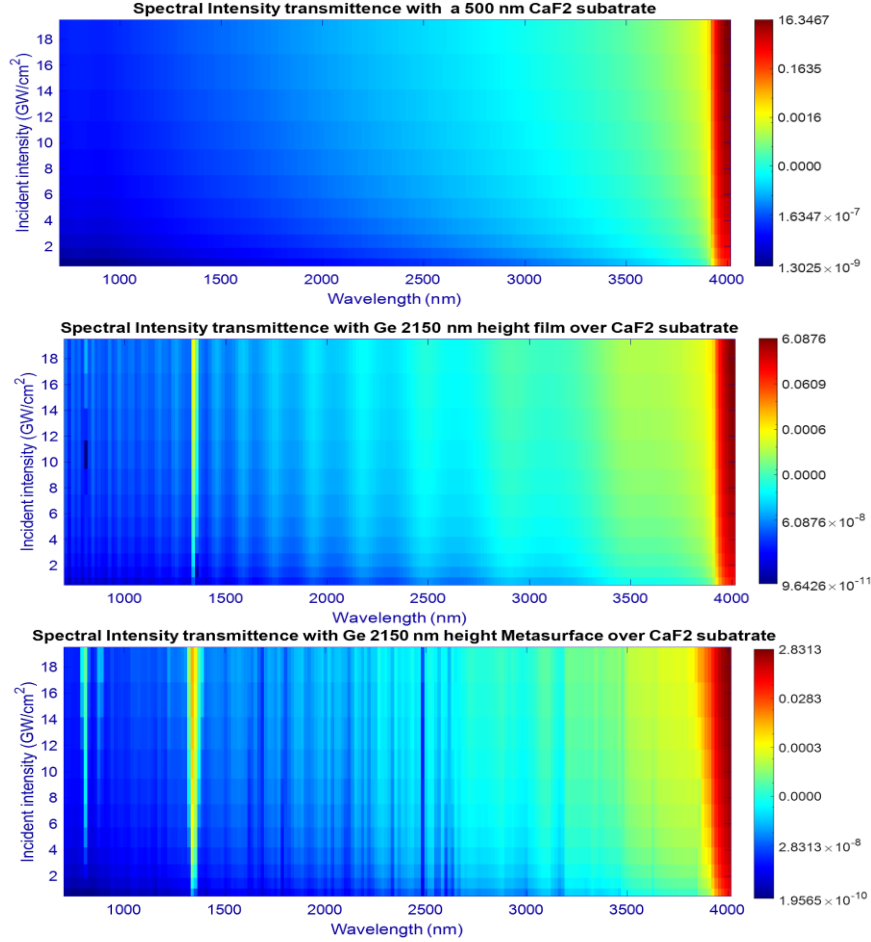 Spectral Intensity transmittence with a 500 nm CaF2 subatrate
Incident intensity (GW/cm²)
18
16
14
12
10
8
6
4
2
1000 1500 2000 2500 3000 3500 4000
Wavelength (nm)
16.3467
0.1635
0.0016
0.0000
1.6347 × 10⁻⁷
1.3025 × 10⁻⁹
Spectral Intensity transmittence with Ge 2150 nm height film over CaF2 subatrate
Incident intensity (GW/cm²)
18
16
14
12
10
8
6
4
2
1000 1500 2000 2500 3000 3500 4000
Wavelength (nm)
6.0876
0.0609
0.0006
0.0000
6.0876 × 10⁻⁸
9.6426 × 10⁻¹¹
Spectral Intensity transmittence with Ge 2150 nm height Metasurface over CaF2 subatrate
Incident intensity (GW/cm²)
18
16
14
12
10
8
6
4
2
1000 1500 2000 2500 3000 3500 4000
Wavelength (nm)
2.8313
0.0283
0.0003
0.0000
2.8313 × 10⁻⁸
1.9565 × 10⁻¹⁰